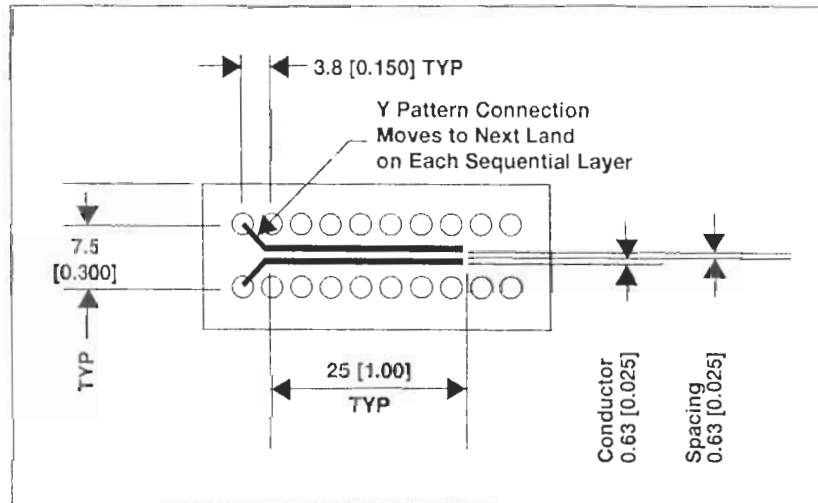 3.8 [0.150] TYP
Y Pattern Connection
Moves to Next Land
on Each Sequential Layer
7.5
[0.300]
TYP
25 [1.00]
TYP
Conductor
0.63 [0.025]
Spacing
0.63 [0.025]